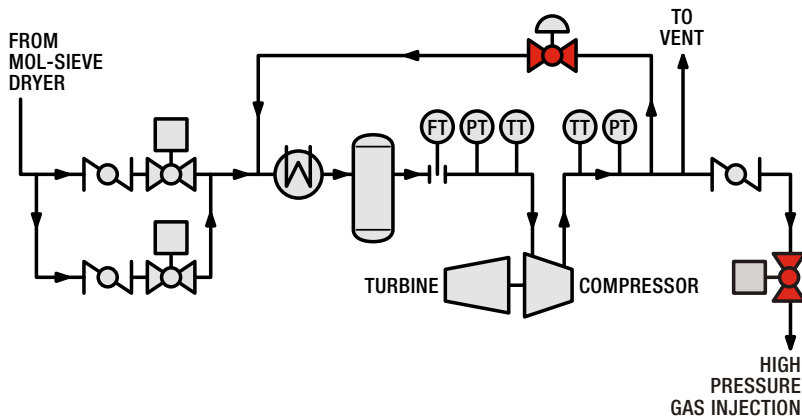 FROM
MOL-SIEVE
DRYER
TO
VENT
FT
PT
TT
TT
PT
TURBINE
COMPRESSOR
HIGH
PRESSURE
GAS INJECTION